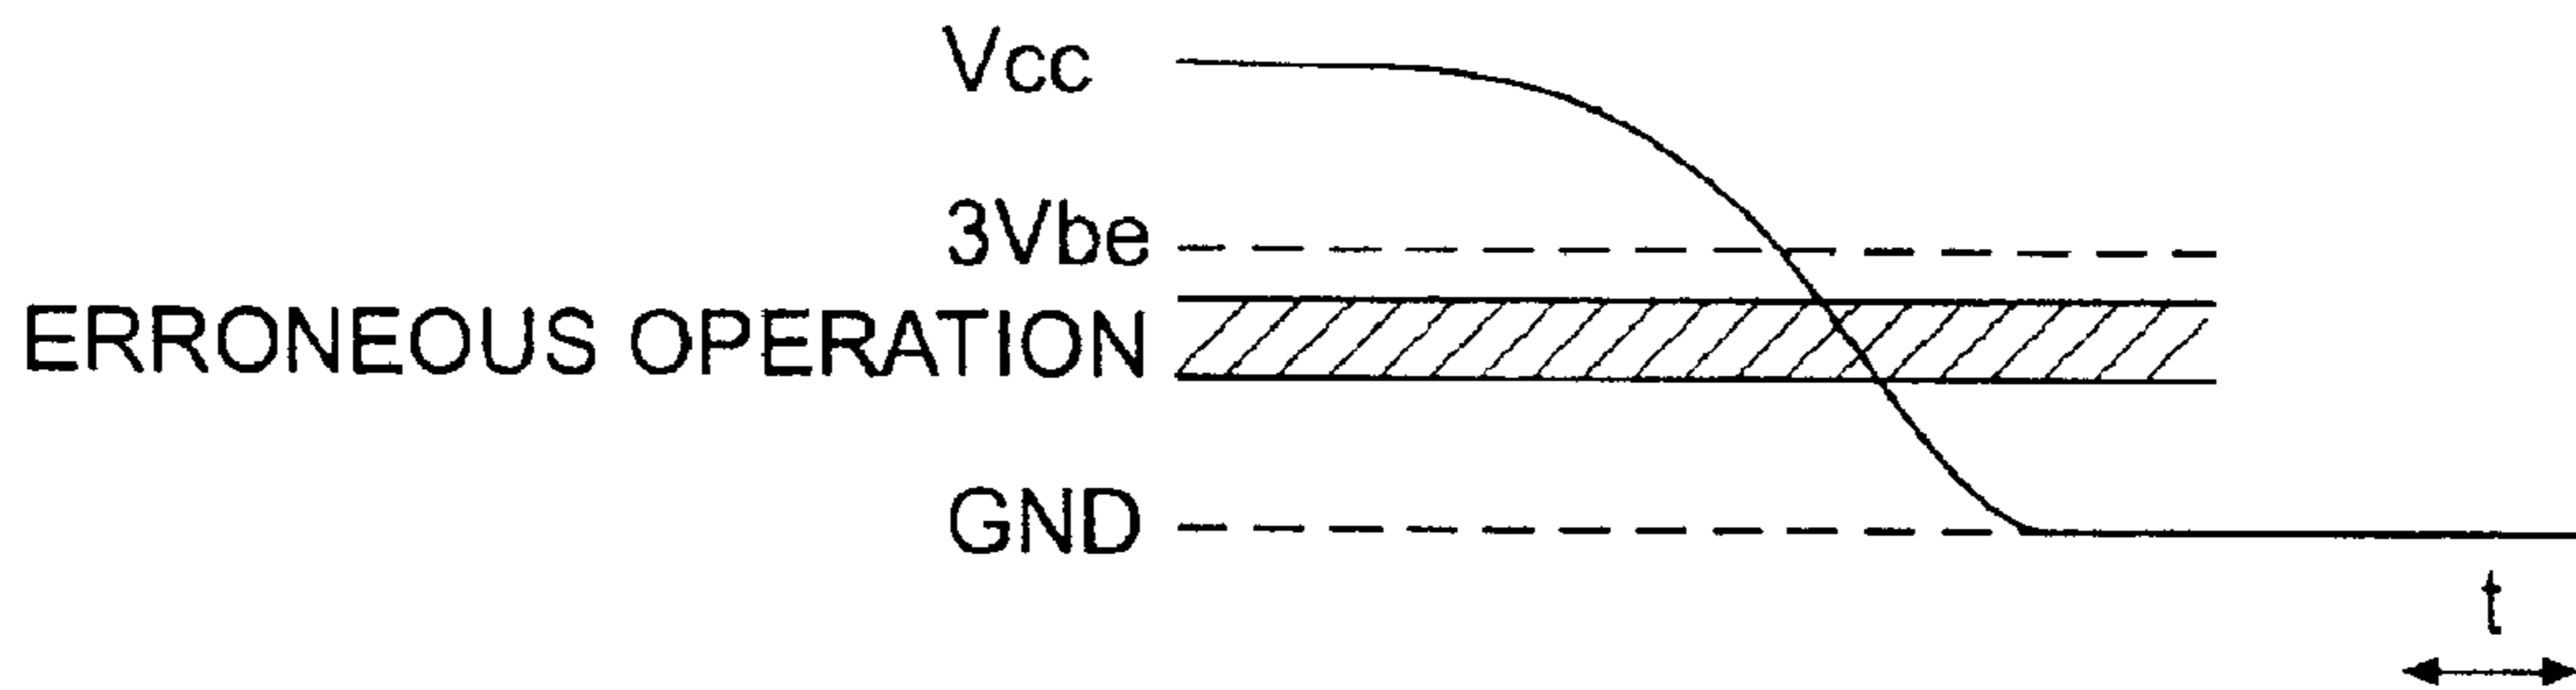 Vcc
3Vbe
ERRONEOUS OPERATION
GND
t